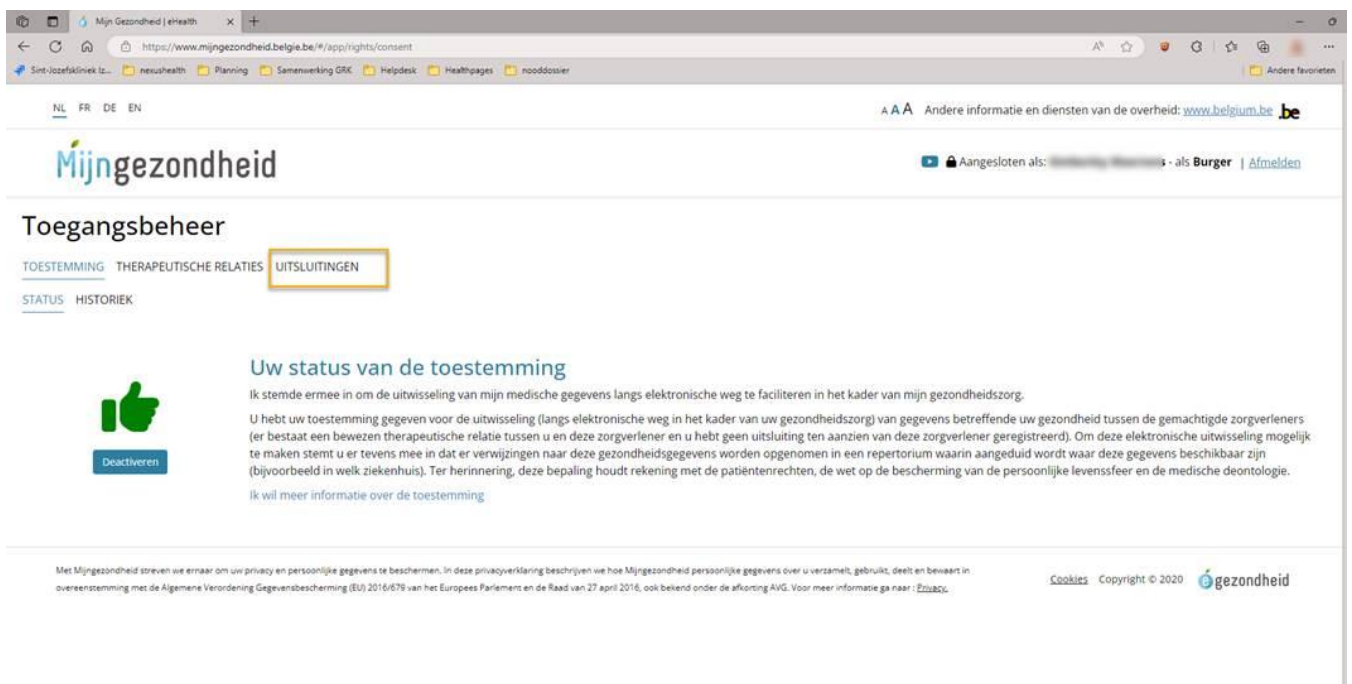 Mijn Gezondheid | eHealth
https://www.mijngezondheid.belgie.be/#/app/rights/consent
Sint-Jozefskliniek Iz... nexushealth Planning Samenwerking GRK Helpdesk Healthpages nooddossier Andere favorieten
NL FR DE EN A A A Andere informatie en diensten van de overheid: www.belgium.be .be
Mijngezondheid Aangesloten als: - als Burger | Afmelden
Toegangsbeheer
TOESTEMMING THERAPEUTISCHE RELATIES UITSLUITINGEN
STATUS HISTORIEK
Uw status van de toestemming
Ik stemde ermee in om de uitwisseling van mijn medische gegevens langs elektronische weg te faciliteren in het kader van mijn gezondheidszorg.
U hebt uw toestemming gegeven voor de uitwisseling (langs elektronische weg in het kader van uw gezondheidszorg) van gegevens betreffende uw gezondheid tussen de gemachtigde zorgverleners
(er bestaat een bewezen therapeutische relatie tussen u en deze zorgverlener en u hebt geen uitsluiting ten aanzien van deze zorgverlener geregistreerd). Om deze elektronische uitwisseling mogelijk
te maken stemt u er tevens mee in dat er verwijzingen naar deze gezondheidsgegevens worden opgenomen in een repertorium waarin aangeduid wordt waar deze gegevens beschikbaar zijn
(bijvoorbeeld in welk ziekenhuis). Ter herinnering, deze bepaling houdt rekening met de patiëntenrechten, de wet op de bescherming van de persoonlijke levenssfeer en de medische deontologie.
Deactiveren
Ik wil meer informatie over de toestemming
Met Mijngezondheid streven we ernaar om uw privacy en persoonlijke gegevens te beschermen. In deze privacyverklaring beschrijven we hoe Mijngezondheid persoonlijke gegevens over u verzamelt, gebruikt, deelt en bewaart in
overeenstemming met de Algemene Verordening Gegevensbescherming (EU) 2016/679 van het Europees Parlement en de Raad van 27 april 2016, ook bekend onder de afkorting AVG. Voor meer informatie ga naar : Privacy.
Cookies Copyright © 2020 gezondheid